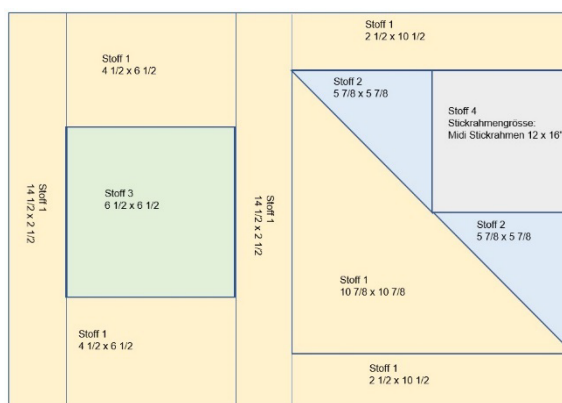 Stoff 1
14 1/2 x 2 1/2
Stoff 1
4 1/2 x 6 1/2
Stoff 3
6 1/2 x 6 1/2
Stoff 1
4 1/2 x 6 1/2
Stoff 1
14 1/2 x 2 1/2
Stoff 1
2 1/2 x 10 1/2
Stoff 2
5 7/8 x 5 7/8
Stoff 4
Stickrahmengrösse:
Midi Stickrahmen 12 x 16"
Stoff 2
5 7/8 x 5 7/8
Stoff 1
10 7/8 x 10 7/8
Stoff 1
2 1/2 x 10 1/2